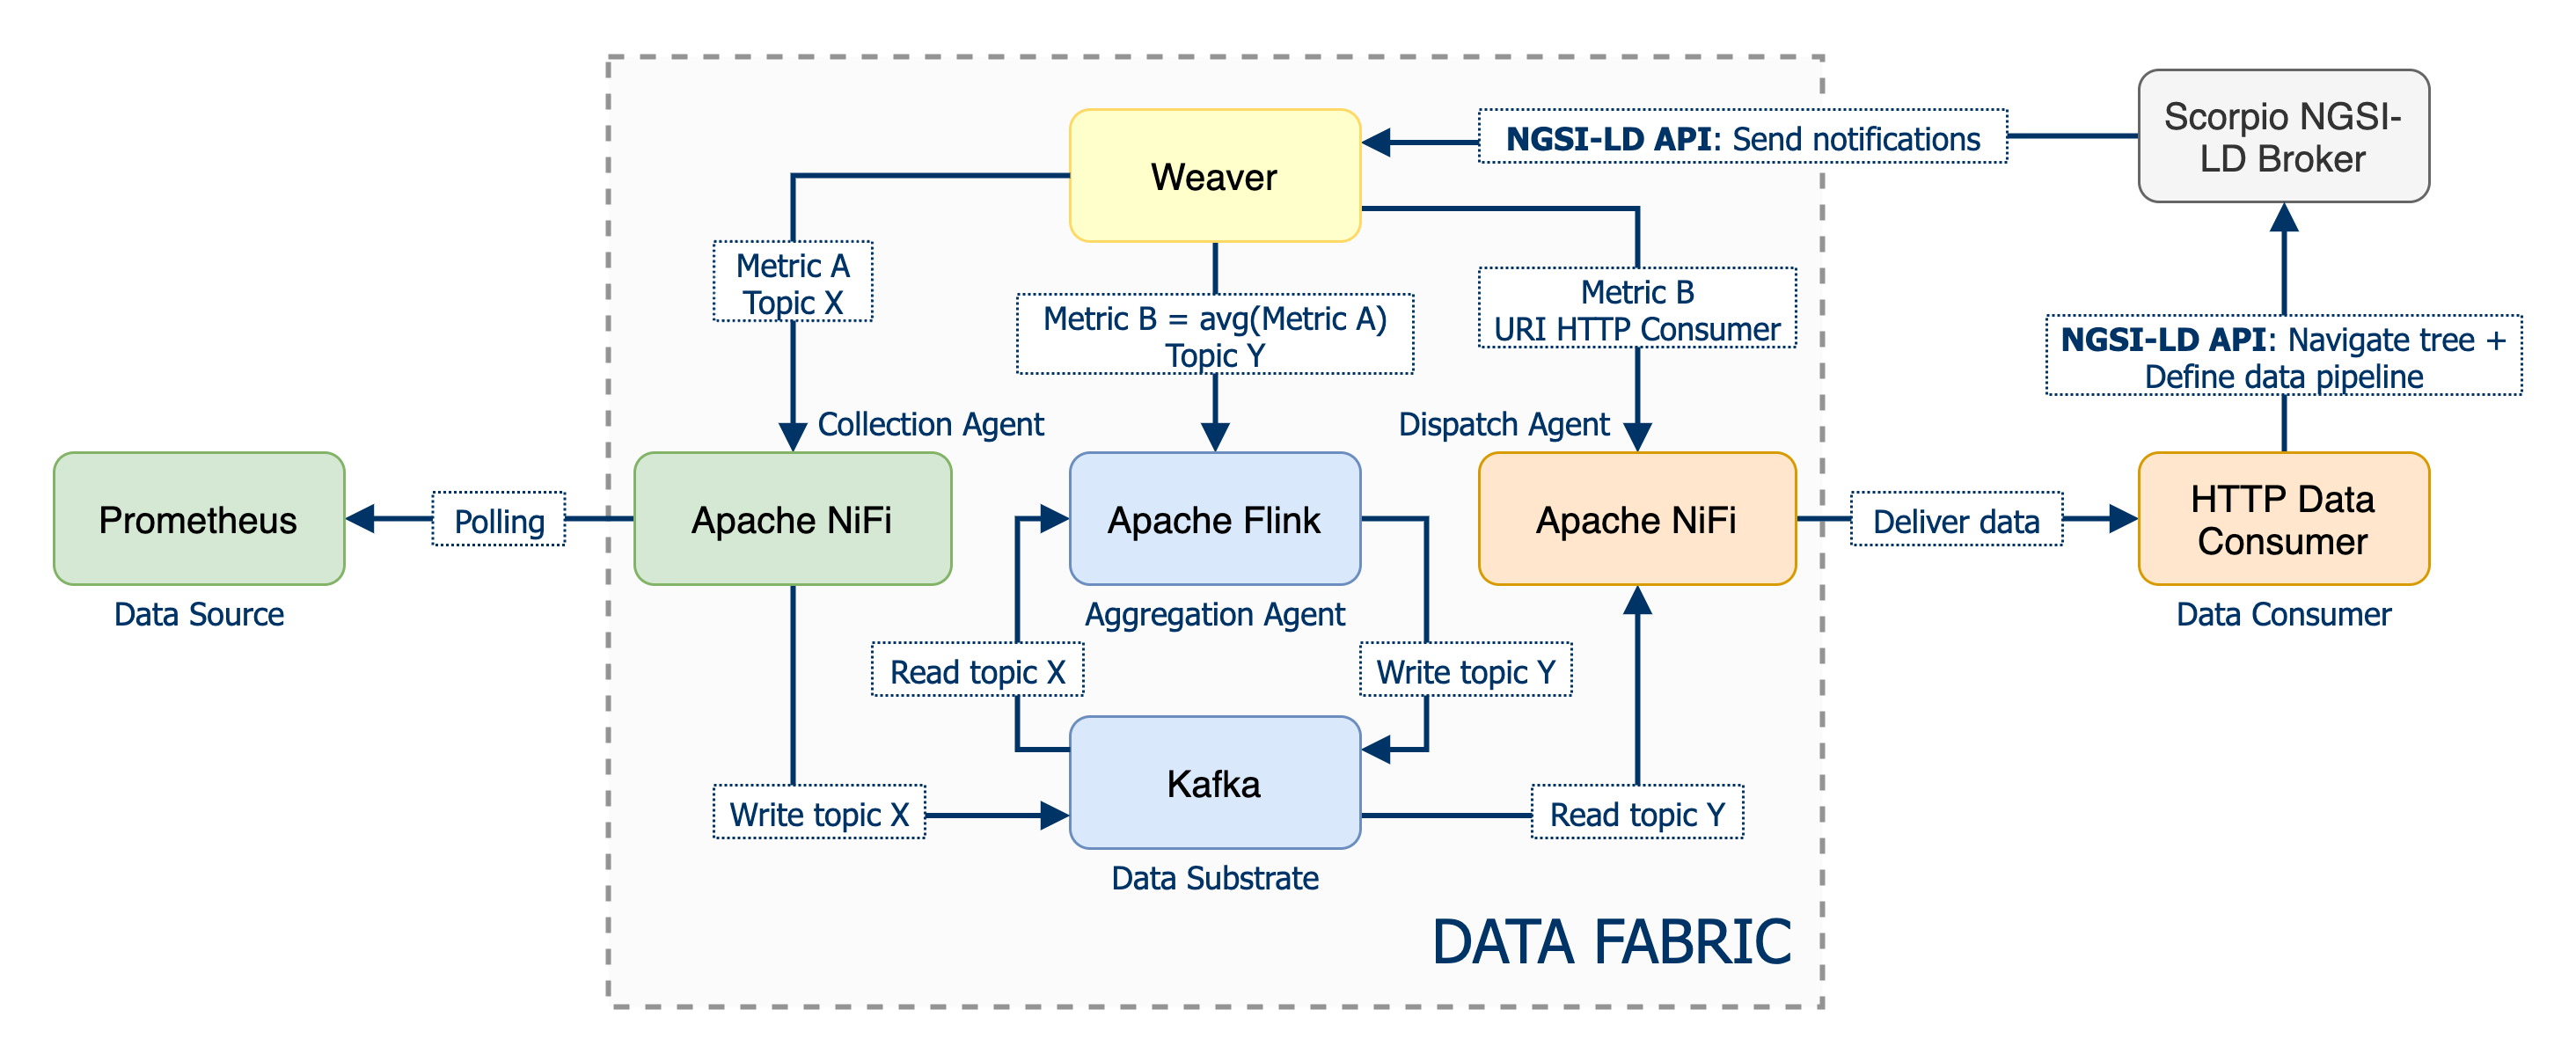 Scorpio NGSI-
LD Broker
NGSI-LD API: Send notifications
Weaver
Metric A
Topic X
Metric B = avg(Metric A)
Topic Y
Metric B
URI HTTP Consumer
NGSI-LD API: Navigate tree +
Define data pipeline
Collection Agent
Dispatch Agent
Prometheus
Polling
Apache NiFi
Apache Flink
Apache NiFi
Deliver data
HTTP Data
Consumer
Data Source
Aggregation Agent
Data Consumer
Read topic X
Write topic Y
Kafka
Write topic X
Read topic Y
Data Substrate
DATA FABRIC